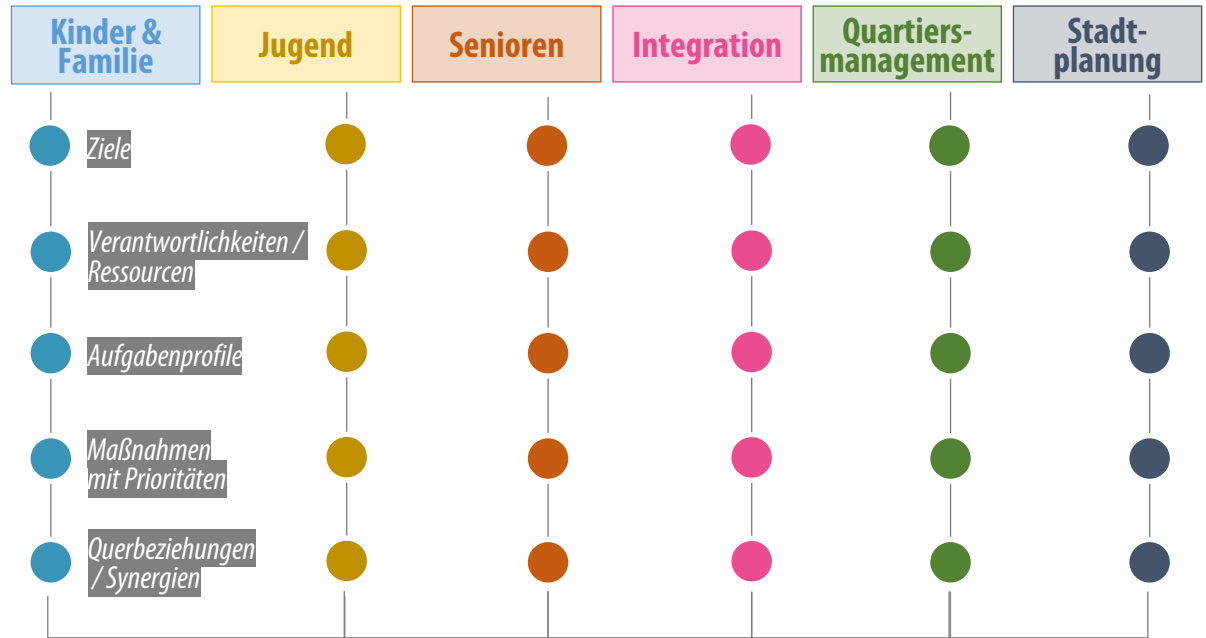 Kinder &
Familie
Jugend
Senioren
Integration
Quartiers-
management
Stadt-
planung
Ziele
Verantwortlichkeiten /
Ressourcen
Aufgabenprofile
Maßnahmen
mit Prioritäten
Querbeziehungen
/ Synergien